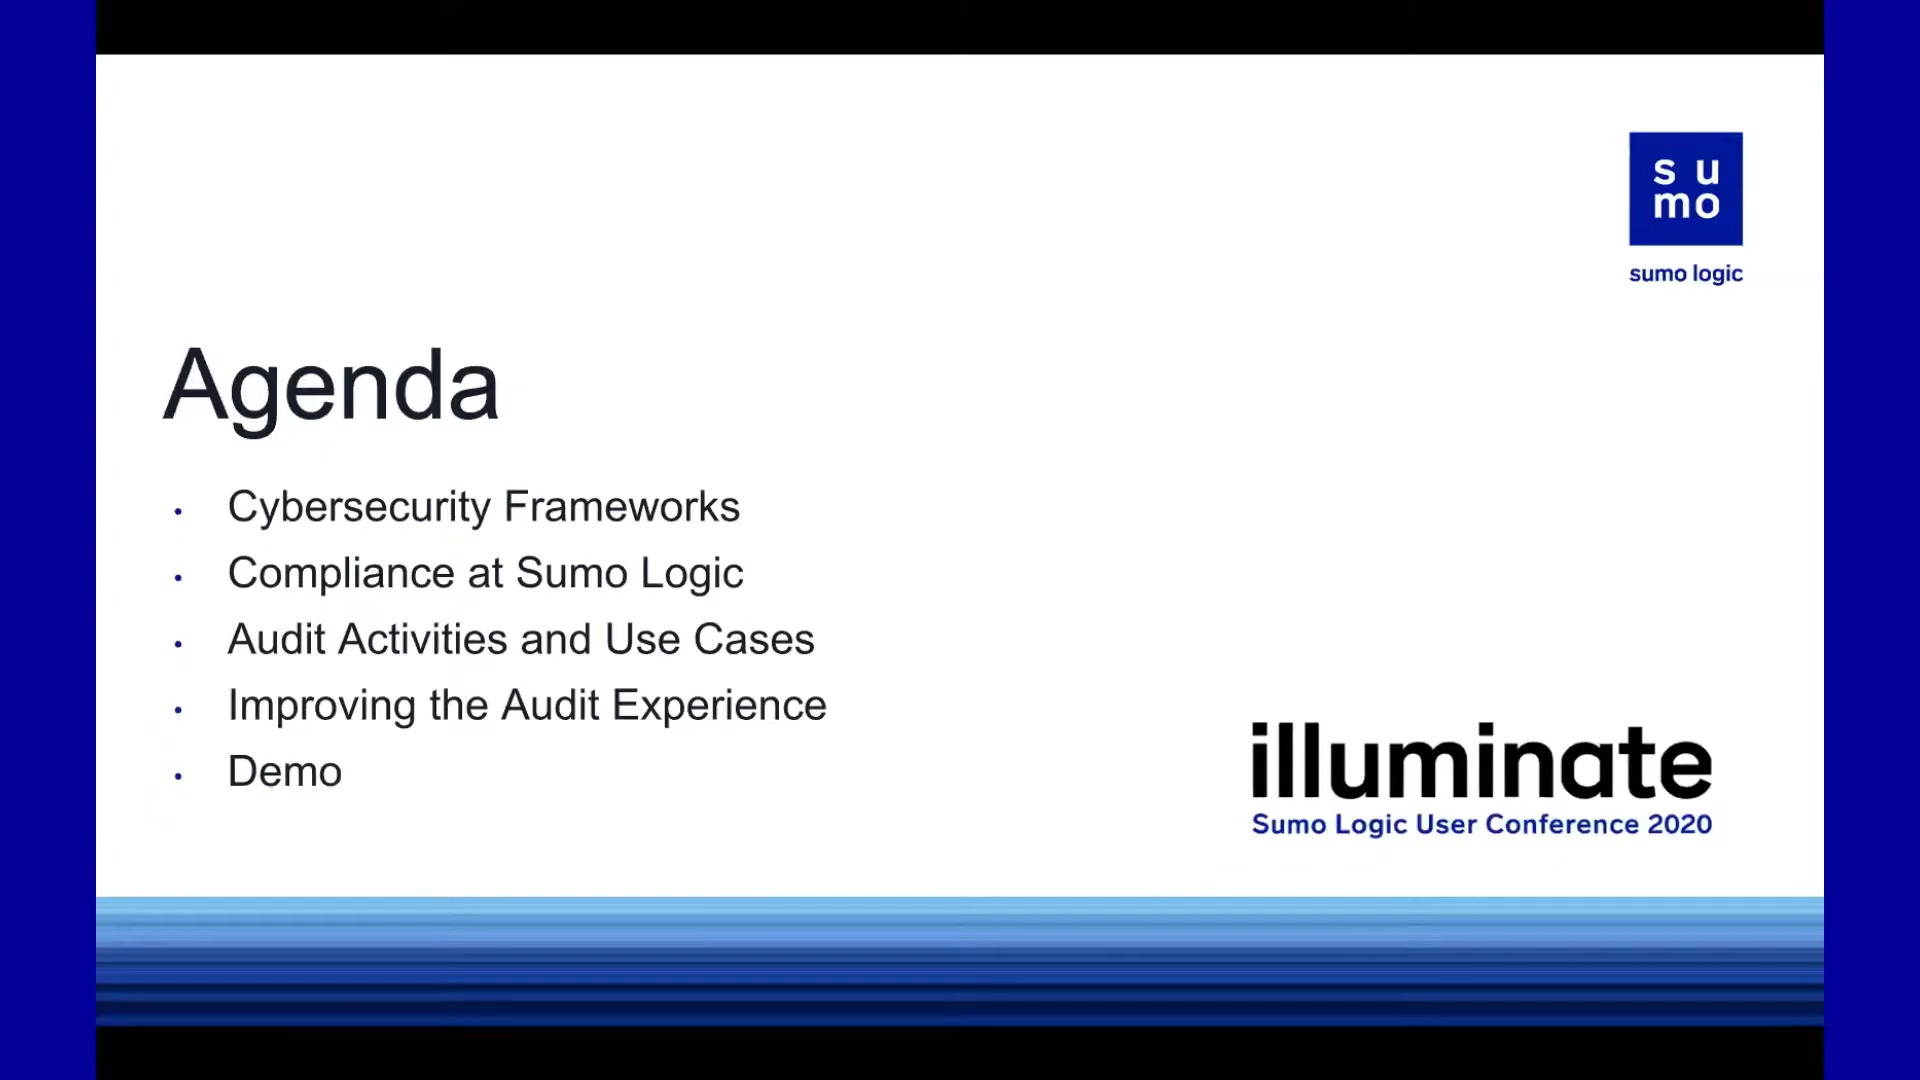 s u
mo
sumo logic
Agenda
• Cybersecurity Frameworks
• Compliance at Sumo Logic
• Audit Activities and Use Cases
• Improving the Audit Experience
• Demo
illuminate
Sumo Logic User Conference 2020